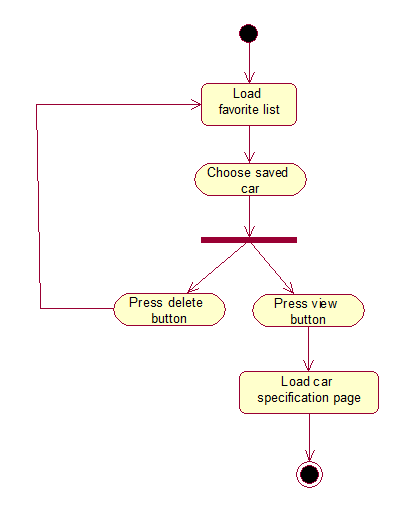 Load
favorite list
Choose saved
car
Press delete
button
Press view
button
Load car
specification page